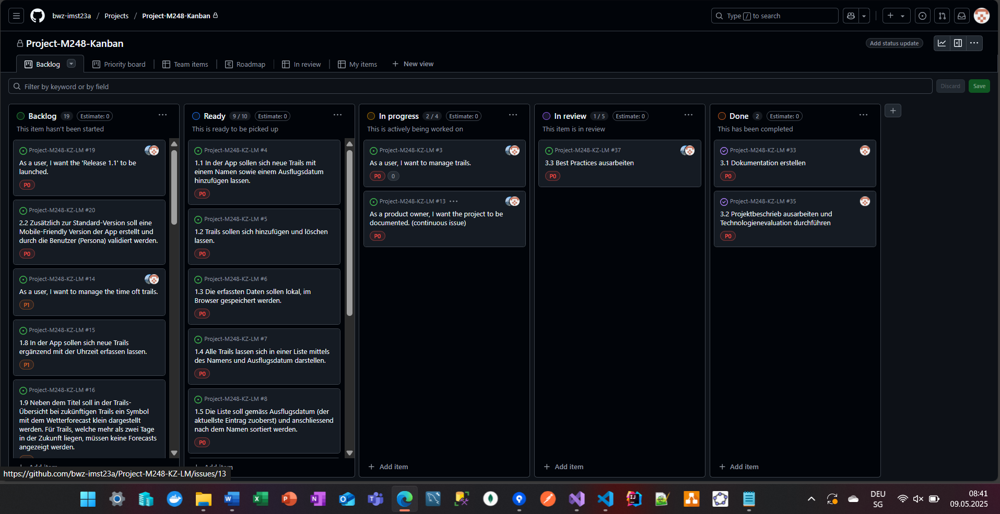 bwz-imst23a / Projects / Project-M248-Kanban
Type / to search
Project-M248-Kanban
Add status update
Backlog
Priority board
Team items
Roadmap
In review
My items
New view
Filter by keyword or by field
Discard
Save
Backlog 19 Estimate: 0
This item hasn't been started
Project-M248-KZ-LM #19
As a user, I want the 'Release 1.1' to be
launched.
P0
Project-M248-KZ-LM #20
2.2 Zusätzlich zur Standard-Version soll eine
Mobile-Friendly Version der App erstellt und
durch die Benutzer (Persona) validiert werden.
P0
Project-M248-KZ-LM #14
As a user, I want to manage the time oft trails.
P1
Project-M248-KZ-LM #15
1.8 In der App sollen sich neue Trails
ergänzend mit der Uhrzeit erfassen lassen.
P1
Project-M248-KZ-LM #16
1.9 Neben dem Titel soll in der Trails-
Übersicht bei zukünftigen Trails ein Symbol
mit dem Wetterforecast klein dargestellt
werden. Für Trails, welche mehr als zwei Tage
in der Zukunft liegen, müssen keine Forecasts
angezeigt werden.
Ready 9 / 10 Estimate: 0
This is ready to be picked up
Project-M248-KZ-LM #4
1.1 In der App sollen sich neue Trails mit
einem Namen sowie einem Ausflugsdatum
hinzufügen lassen.
P0
Project-M248-KZ-LM #5
1.2 Trails sollen sich hinzufügen und löschen
lassen.
P0
Project-M248-KZ-LM #6
1.3 Die erfassten Daten sollen lokal, im
Browser gespeichert werden.
P0
Project-M248-KZ-LM #7
1.4 Alle Trails lassen sich in einer Liste mittels
des Namens und Ausflugsdatum darstellen.
P0
Project-M248-KZ-LM #8
1.5 Die Liste soll gemäss Ausflugsdatum (der
aktuellste Eintrag zuoberst) und anschliessend
nach dem Namen sortiert werden.
P0
In progress 2 / 4 Estimate: 0
This is actively being worked on
Project-M248-KZ-LM #3
As a user, I want to manage trails.
P0 0
Project-M248-KZ-LM #13
As a product owner, I want the project to be
documented. (continuous issue)
P0
Add item
In review 1 / 5 Estimate: 0
This item is in review
Project-M248-KZ-LM #37
3.3 Best Practices ausarbeiten
P0
Add item
Done 2 Estimate: 0
This has been completed
Project-M248-KZ-LM #33
3.1 Dokumentation erstellen
P0
Project-M248-KZ-LM #35
3.2 Projektbeschrieb ausarbeiten und
Technologienevaluation durchführen
P0
Add item
https://github.com/bwz-imst23a/Project-M248-KZ-LM/issues/13
DEU
SG
08:41
09.05.2025